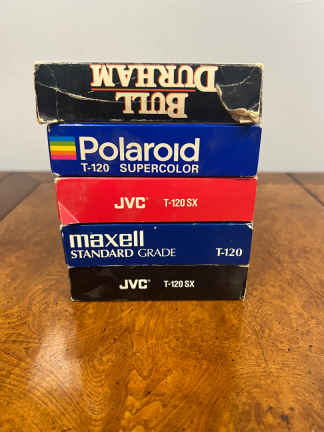 BULL
DURHAM
Polaroid
T-120 SUPERCOLOR
JVC T-120 SX
maxell
STANDARD GRADE T-120
JVC T-120 SX